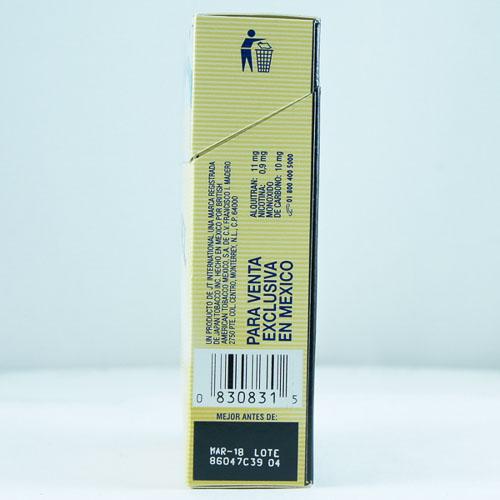 UN PRODUCTO DE JT INTERNATIONAL UNA MARCA REGISTRADA
DE JAPAN TOBACCO INC. HECHO EN MEXICO POR BRITISH
AMERICAN TOBACCO MEXICO, S.A. DE C.V. FRANCISCO I. MADERO
2750 PTE. COL. CENTRO, MONTERREY, N.L., C.P. 64000
ALQUITRAN: 11 mg
NICOTINA: 0,9 mg
MONOXIDO
DE CARBONO: 10 mg
01 800 400 5000
PARA VENTA
EXCLUSIVA
EN MEXICO
0 830831 5
MEJOR ANTES DE:
MAR-18 LOTE
86047C39 04